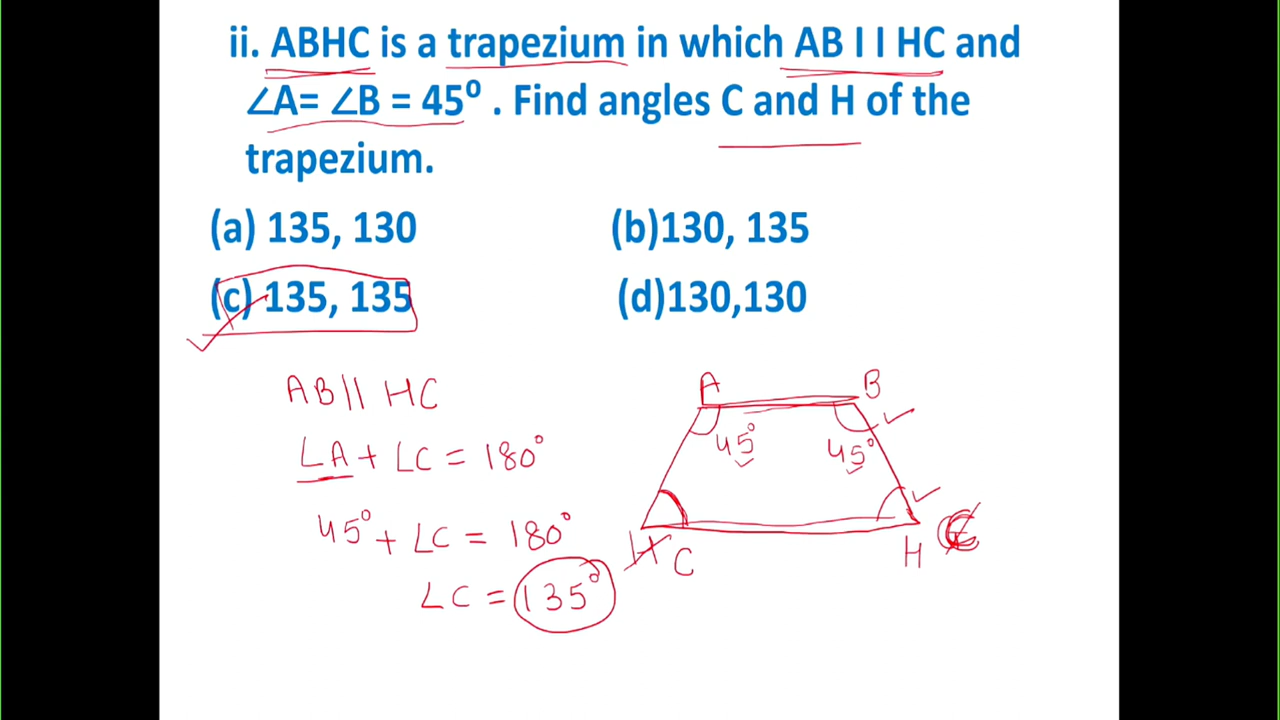 ii. ABHC is a trapezium in which AB I I HC and
∠A= ∠B = 45⁰ . Find angles C and H of the
trapezium.
(a) 135, 130 (b)130, 135
(c) 135, 135 (d)130,130
AB || HC
∠A + ∠C = 180°
45° + ∠C = 180°
∠C = 135°
A B
45° 45°
H C H C